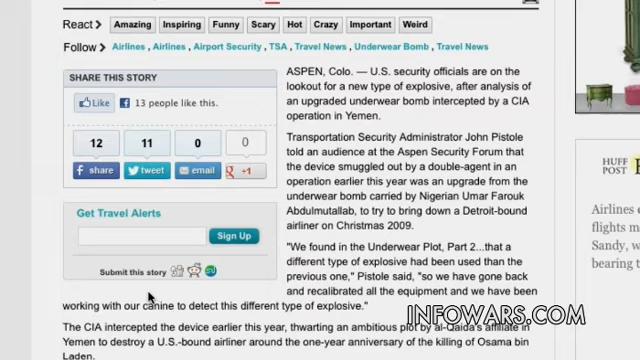 React > Amazing Inspiring Funny Scary Hot Crazy Important Weird
Follow > Airlines , Airlines , Airport Security , TSA , Travel News , Underwear Bomb , Travel News
SHARE THIS STORY
Like 13 people like this.
12 11 0 0
share tweet email +1
Get Travel Alerts
Sign Up
Submit this story
ASPEN, Colo. — U.S. security officials are on the
lookout for a new type of explosive, after analysis of
an upgraded underwear bomb intercepted by a CIA
operation in Yemen.
Transportation Security Administrator John Pistole
told an audience at the Aspen Security Forum that
the device smuggled out by a double-agent in an
operation earlier this year was an upgrade from the
underwear bomb carried by Nigerian Umar Farouk
Abdulmutallab, to try to bring down a Detroit-bound
airliner on Christmas 2009.
"We found in the Underwear Plot, Part 2...that a
different type of explosive had been used than the
previous one," Pistole said, "so we have gone back
and recalibrated all the equipment and we have been
working with our canine to detect this different type of explosive."
The CIA intercepted the device earlier this year, thwarting an ambitious plot by al-Qaida's affiliate in
Yemen to destroy a U.S.-bound airliner around the one-year anniversary of the killing of Osama bin
Laden.
HUFF
POST
Airlines
flights
Sandy, w
bearing
INFOWARS.COM